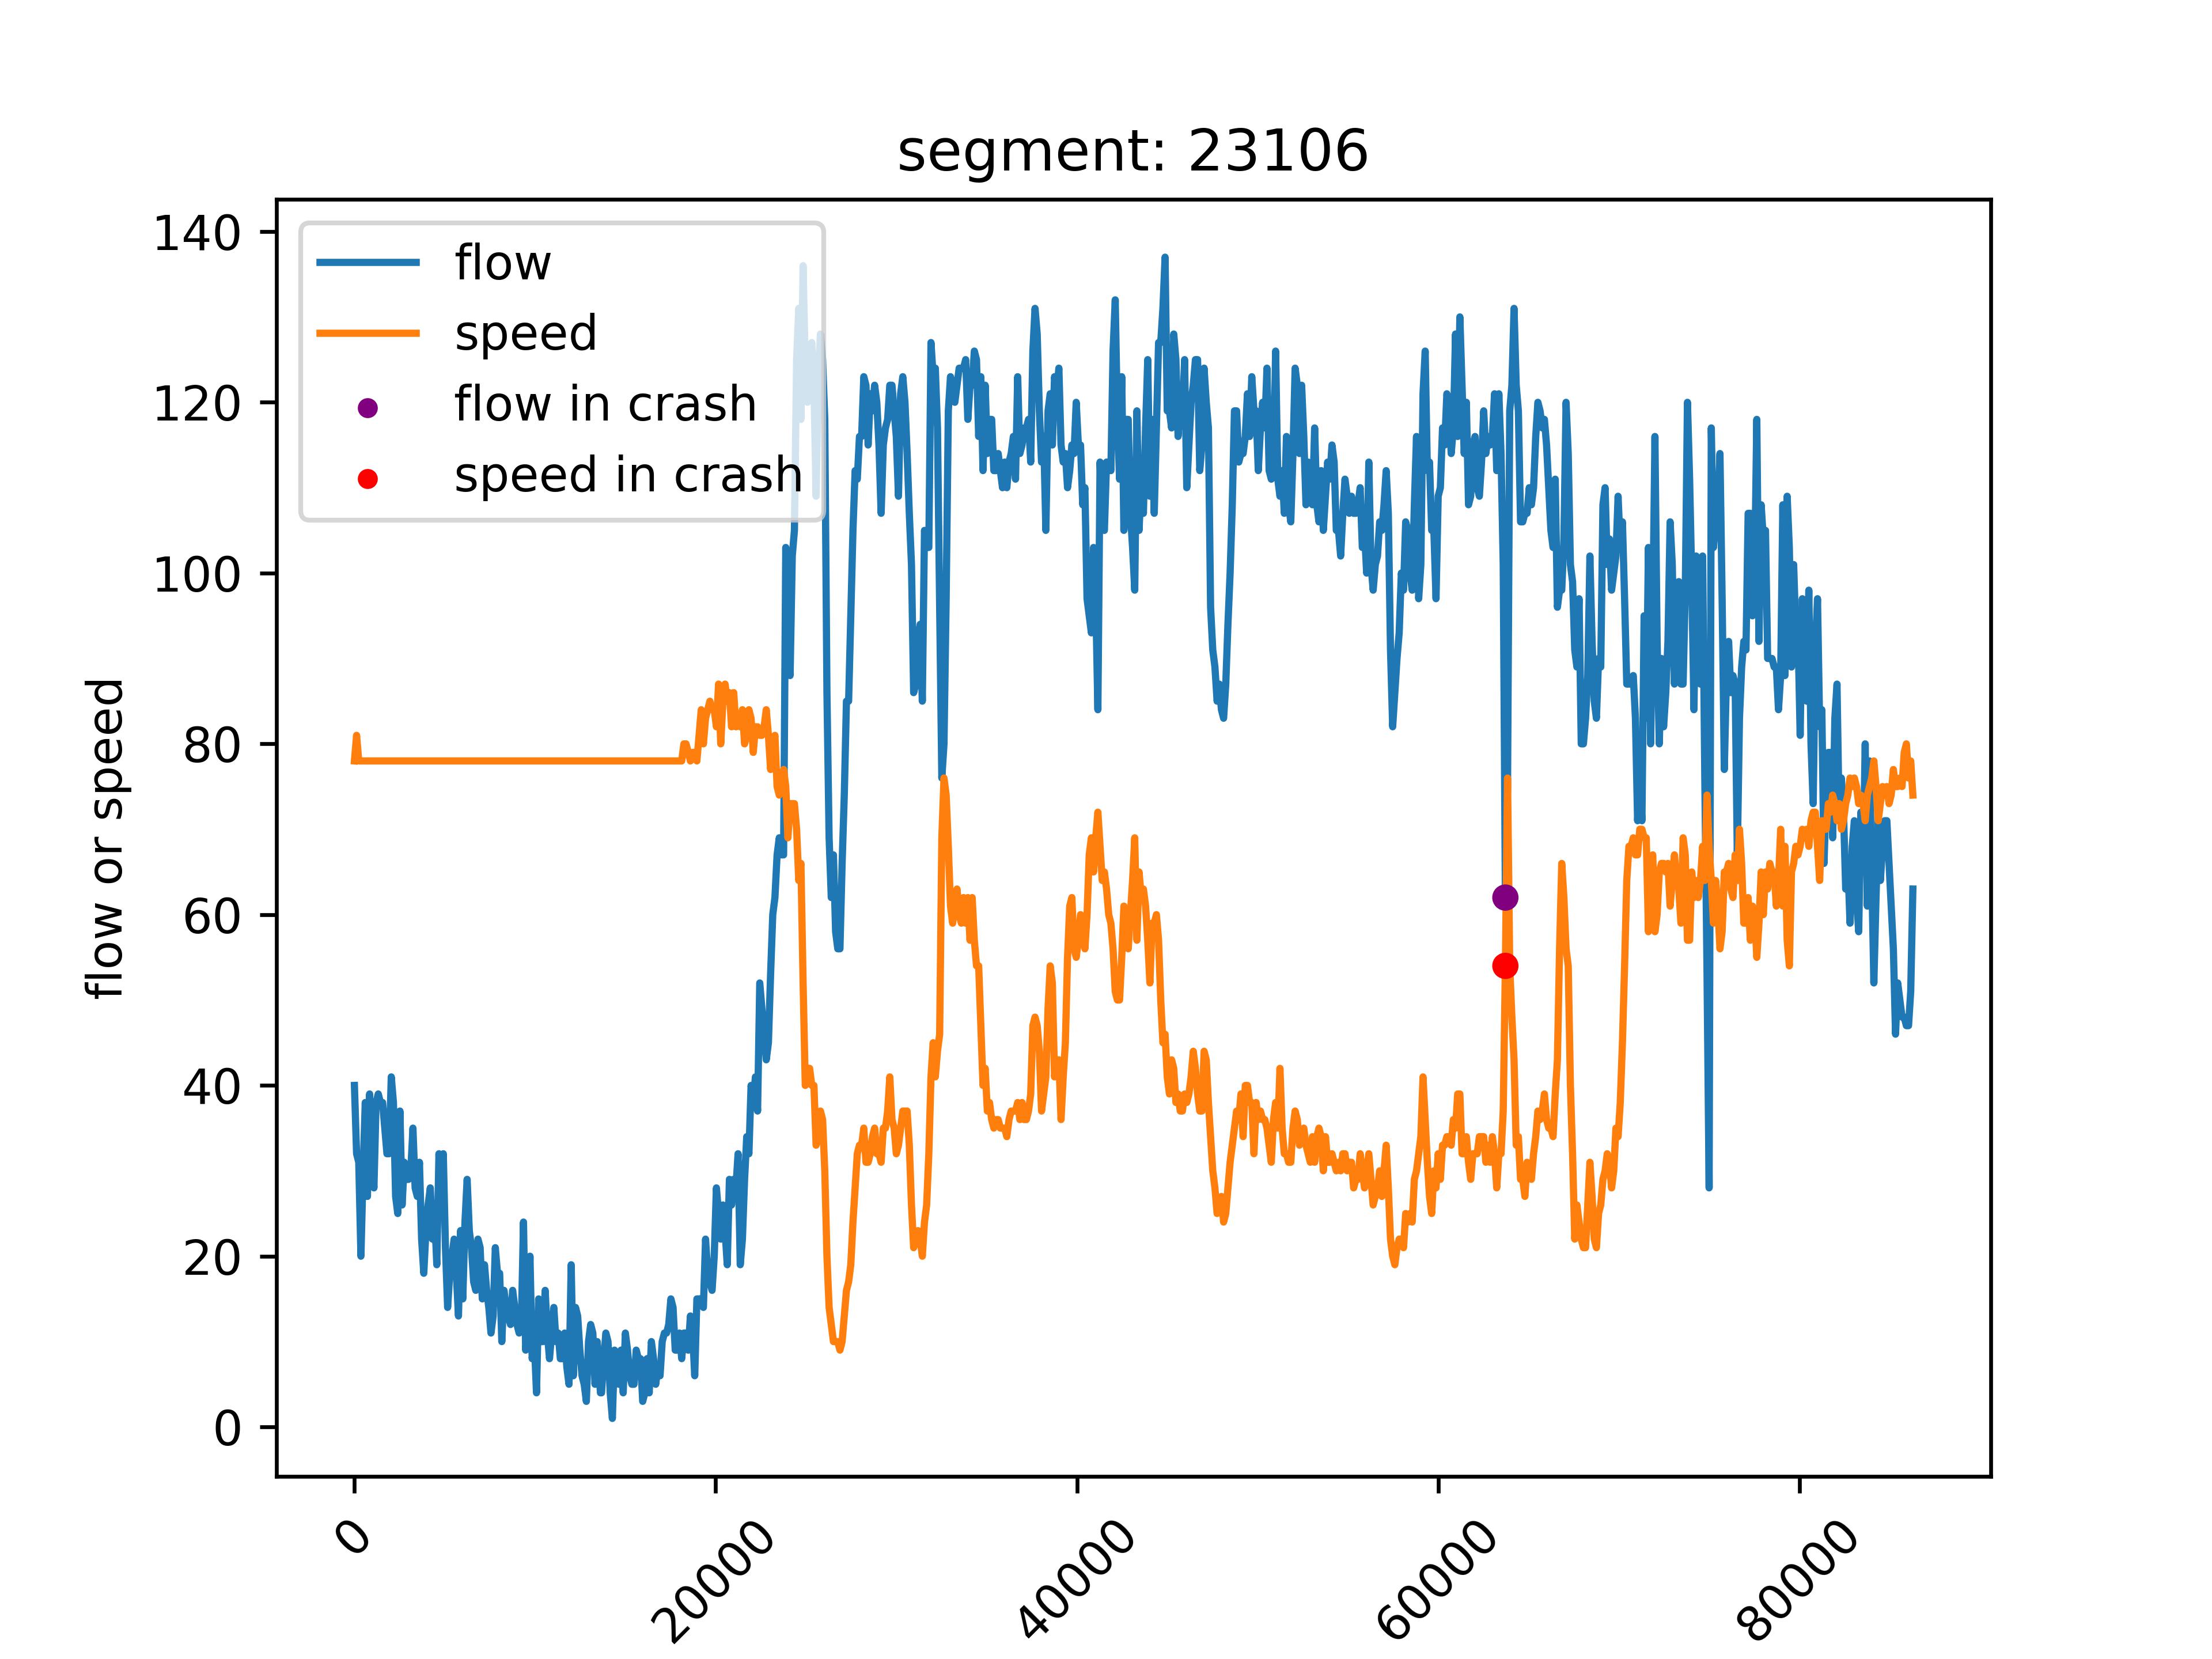 segment: 23106
flow or speed
140
120
100
80
60
40
20
0
flow
speed
flow in crash
speed in crash
0
20000
40000
60000
80000